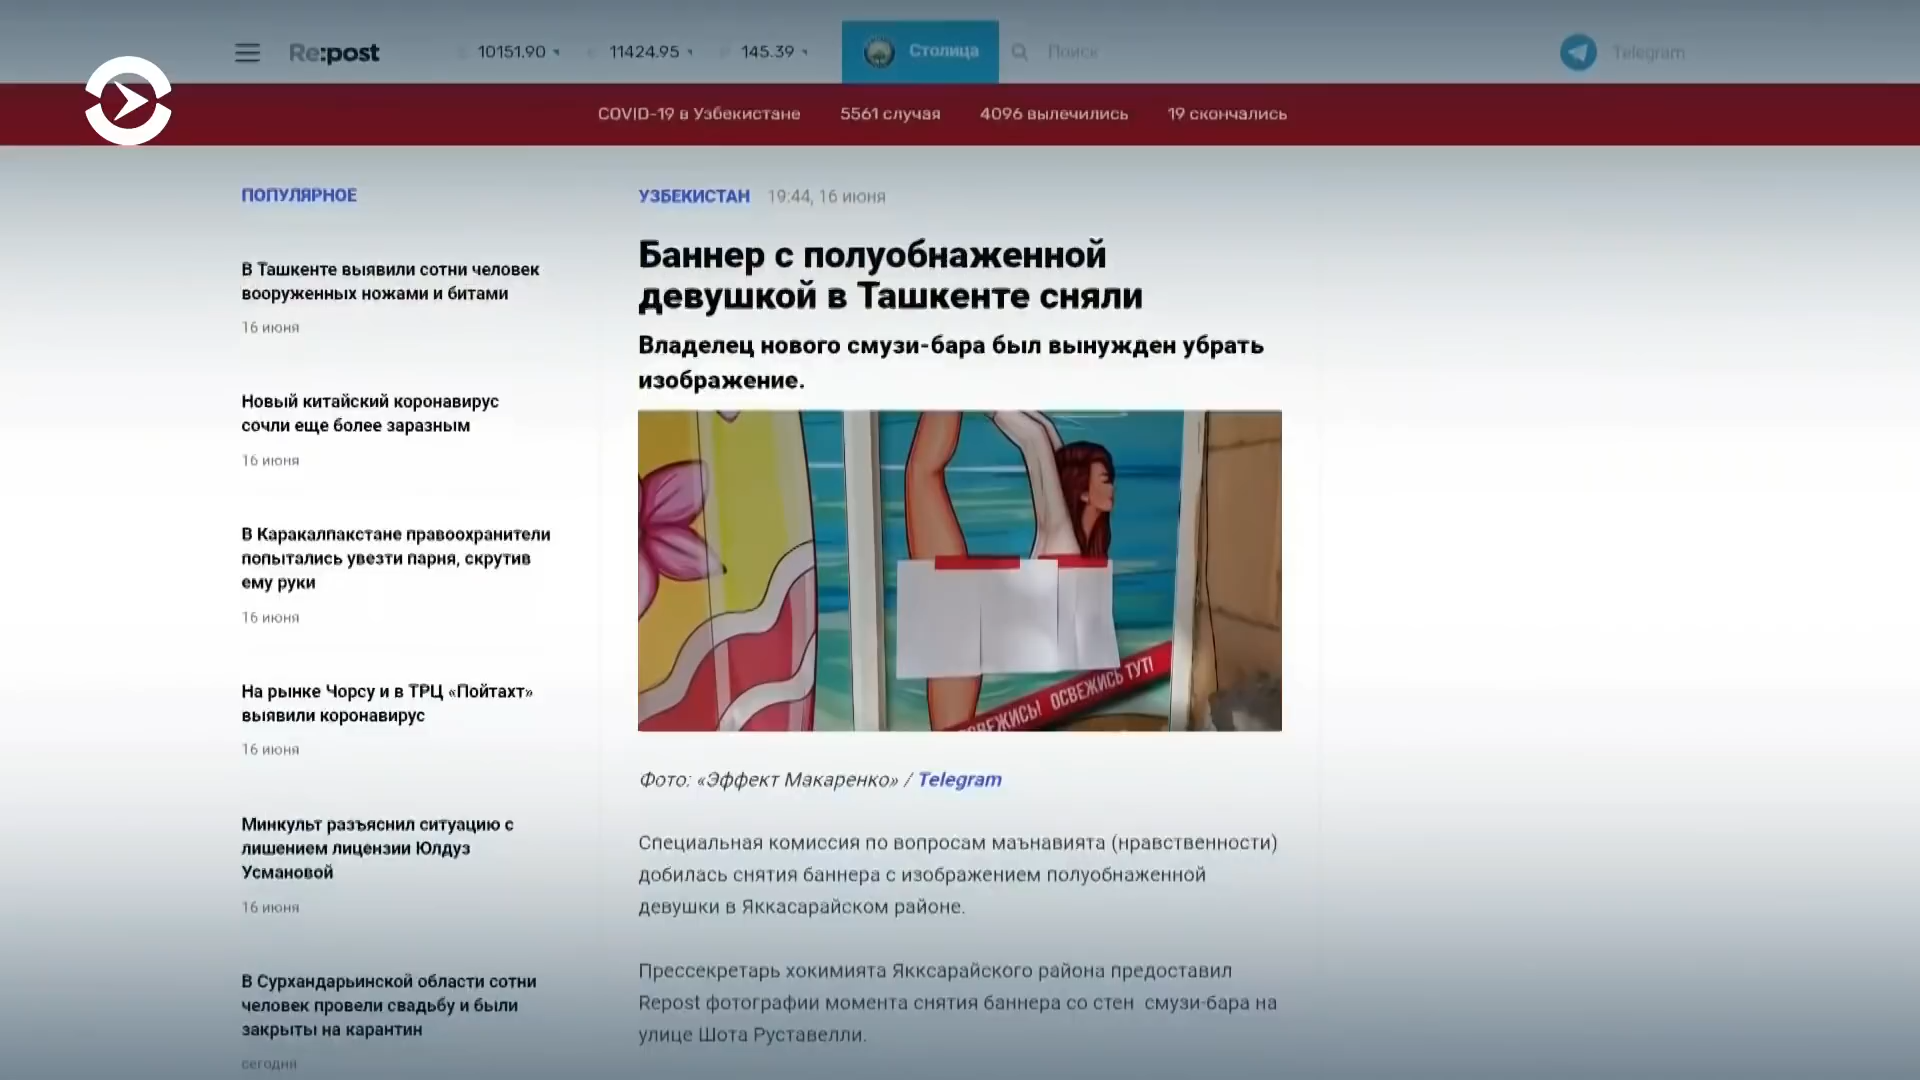 Re:post
10151.90
11424.95
145.39
Столица
Поиск
Telegram
COVID-19 в Узбекистане 5561 случая 4096 вылечились 19 скончались
ПОПУЛЯРНОЕ
В Ташкенте выявили сотни человек
вооруженных ножами и битами
16 июня
Новый китайский коронавирус
сочли еще более заразным
16 июня
В Каракалпакстане правоохранители
попытались увезти парня, скрутив
ему руки
16 июня
На рынке Чорсу и в ТРЦ «Пойтахт»
выявили коронавирус
16 июня
Минкульт разъяснил ситуацию с
лишением лицензии Юлдуз
Усмановой
16 июня
В Сурхандарьинской области сотни
человек провели свадьбу и были
закрыты на карантин
сегодня
УЗБЕКИСТАН 19:44, 16 июня
Баннер с полуобнаженной
девушкой в Ташкенте сняли
Владелец нового смузи-бара был вынужден убрать
изображение.
ОСВЕЖИСЬ ТУТ!
Фото: «Эффект Макаренко» / Telegram
Специальная комиссия по вопросам маънавията (нравственности)
добилась снятия баннера с изображением полуобнаженной
девушки в Яккасарайском районе.
Прессекретарь хокимията Якксарайского района предоставил
Repost фотографии момента снятия баннера со стен смузи-бара на
улице Шота Руставелли.